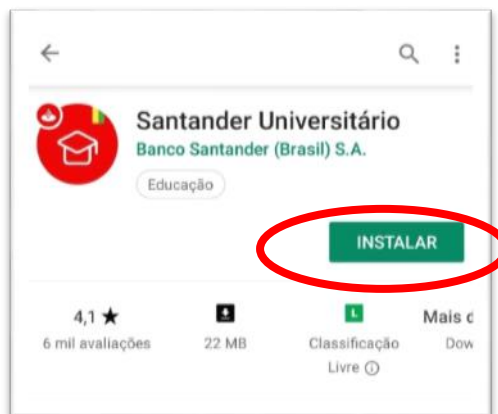 Santander Universitário
Banco Santander (Brasil) S.A.
Educação
INSTALAR
4,1 ★
6 mil avaliações
22 MB
L
Classificação
Livre
Mais d
Dow